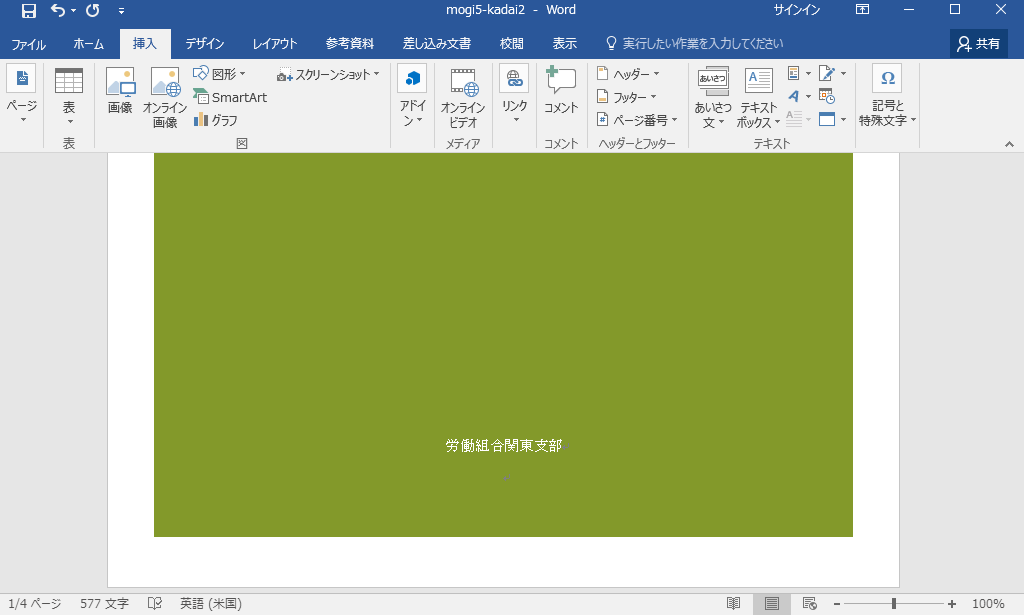 mogi5-kadai2 - Word
サインイン
ファイル ホーム 挿入 デザイン レイアウト 参考資料 差し込み文書 校閲 表示 実行したい作業を入力してください 共有
ページ
表
画像
オンライン
画像
図形
SmartArt
グラフ
スクリーンショット
アドイ
ン
オンライン
ビデオ
リンク
コメント
ヘッダー
フッター
ページ番号
あいさつ
あいさつ
文
A
テキスト
ボックス
A
A
Ω
記号と
特殊文字
表
図
メディア
コメント
ヘッダーとフッター
テキスト
労働組合関東支部
1/4 ページ 577 文字 英語 (米国) 100%